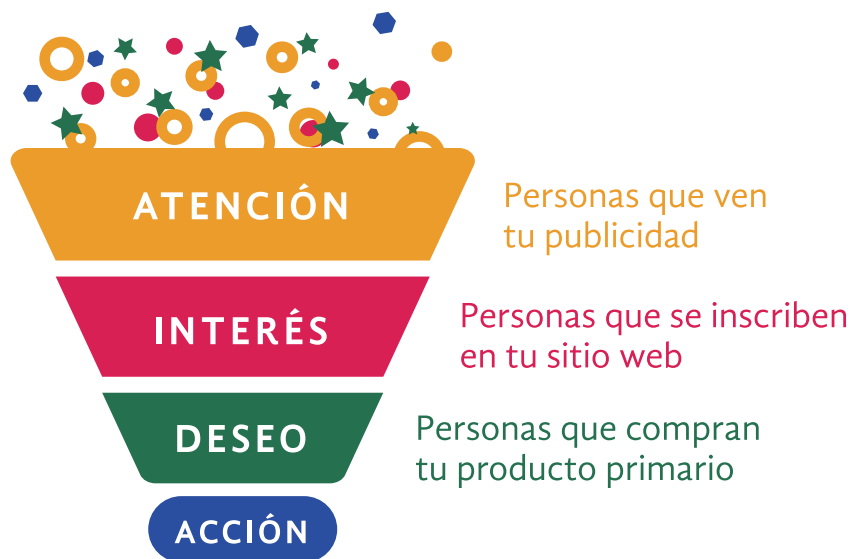 ATENCIÓN
Personas que ven
tu publicidad
INTERÉS
Personas que se inscriben
en tu sitio web
DESEO
Personas que compran
tu producto primario
ACCIÓN